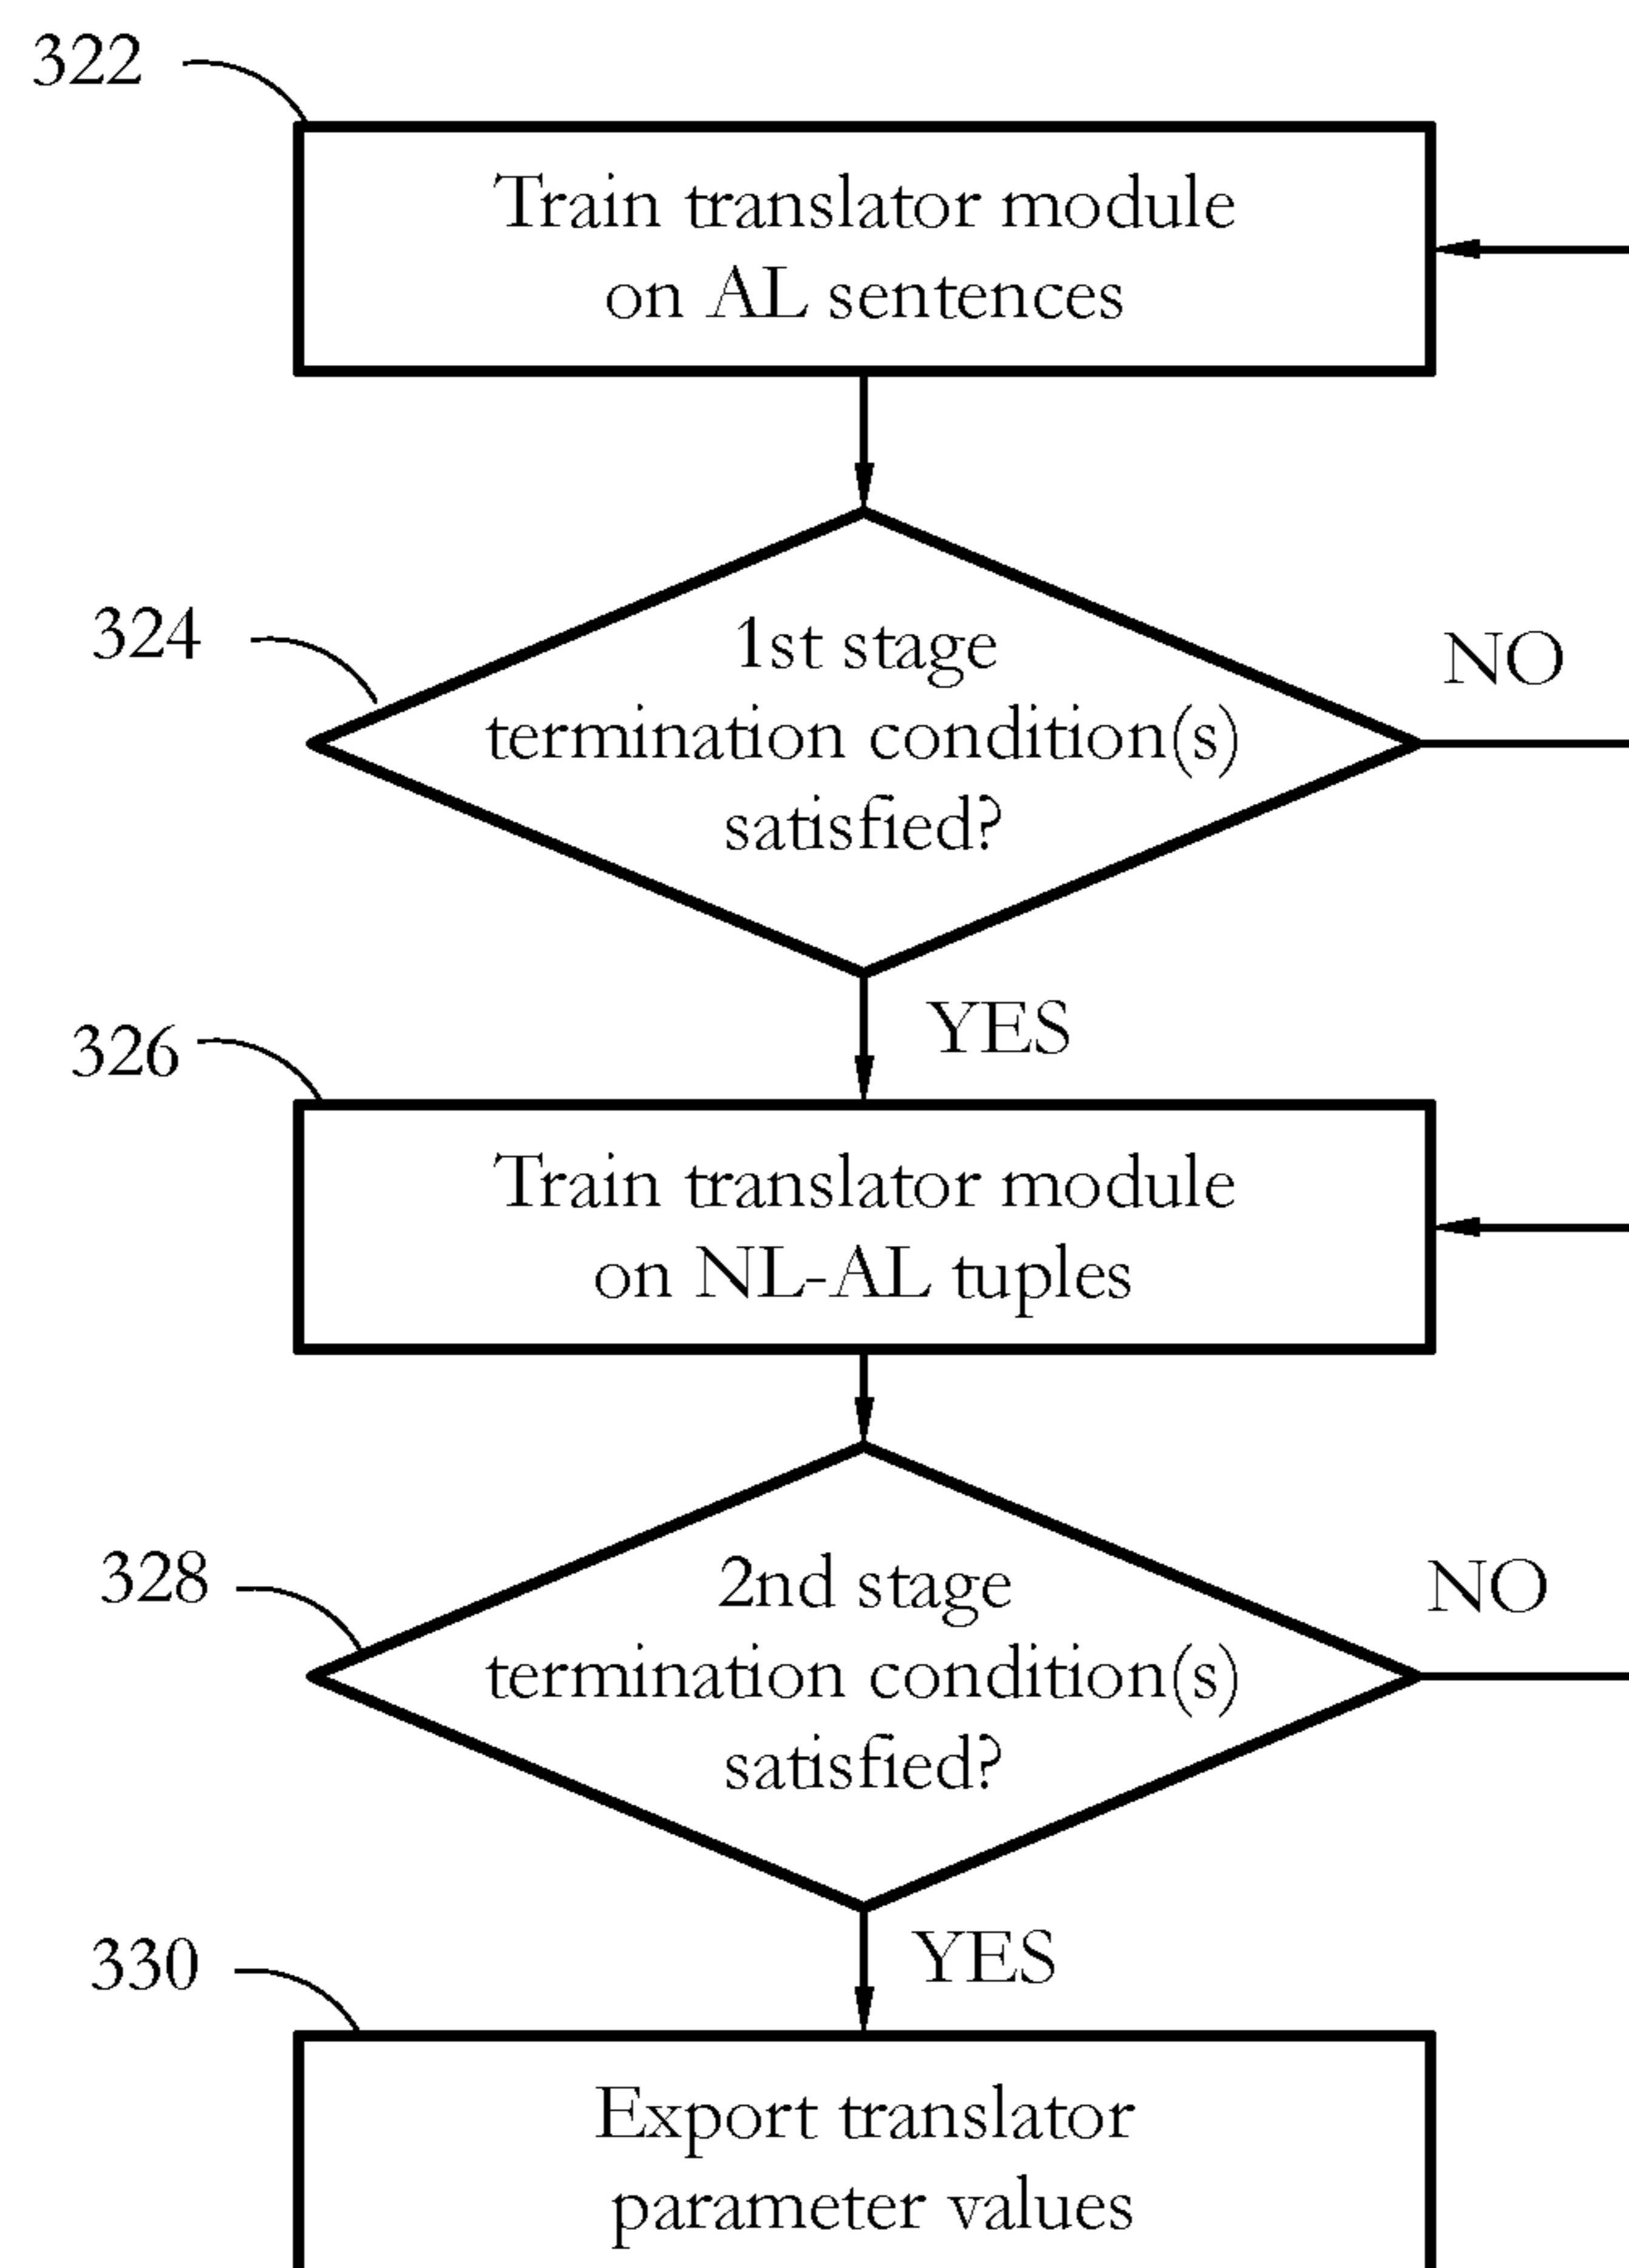 322
Train translator module
on AL sentences
324
1st stage
termination condition(s)
satisfied?
NO
YES
326
Train translator module
on NL-AL tuples
328
2nd stage
termination condition(s)
satisfied?
NO
YES
330
Export translator
parameter values